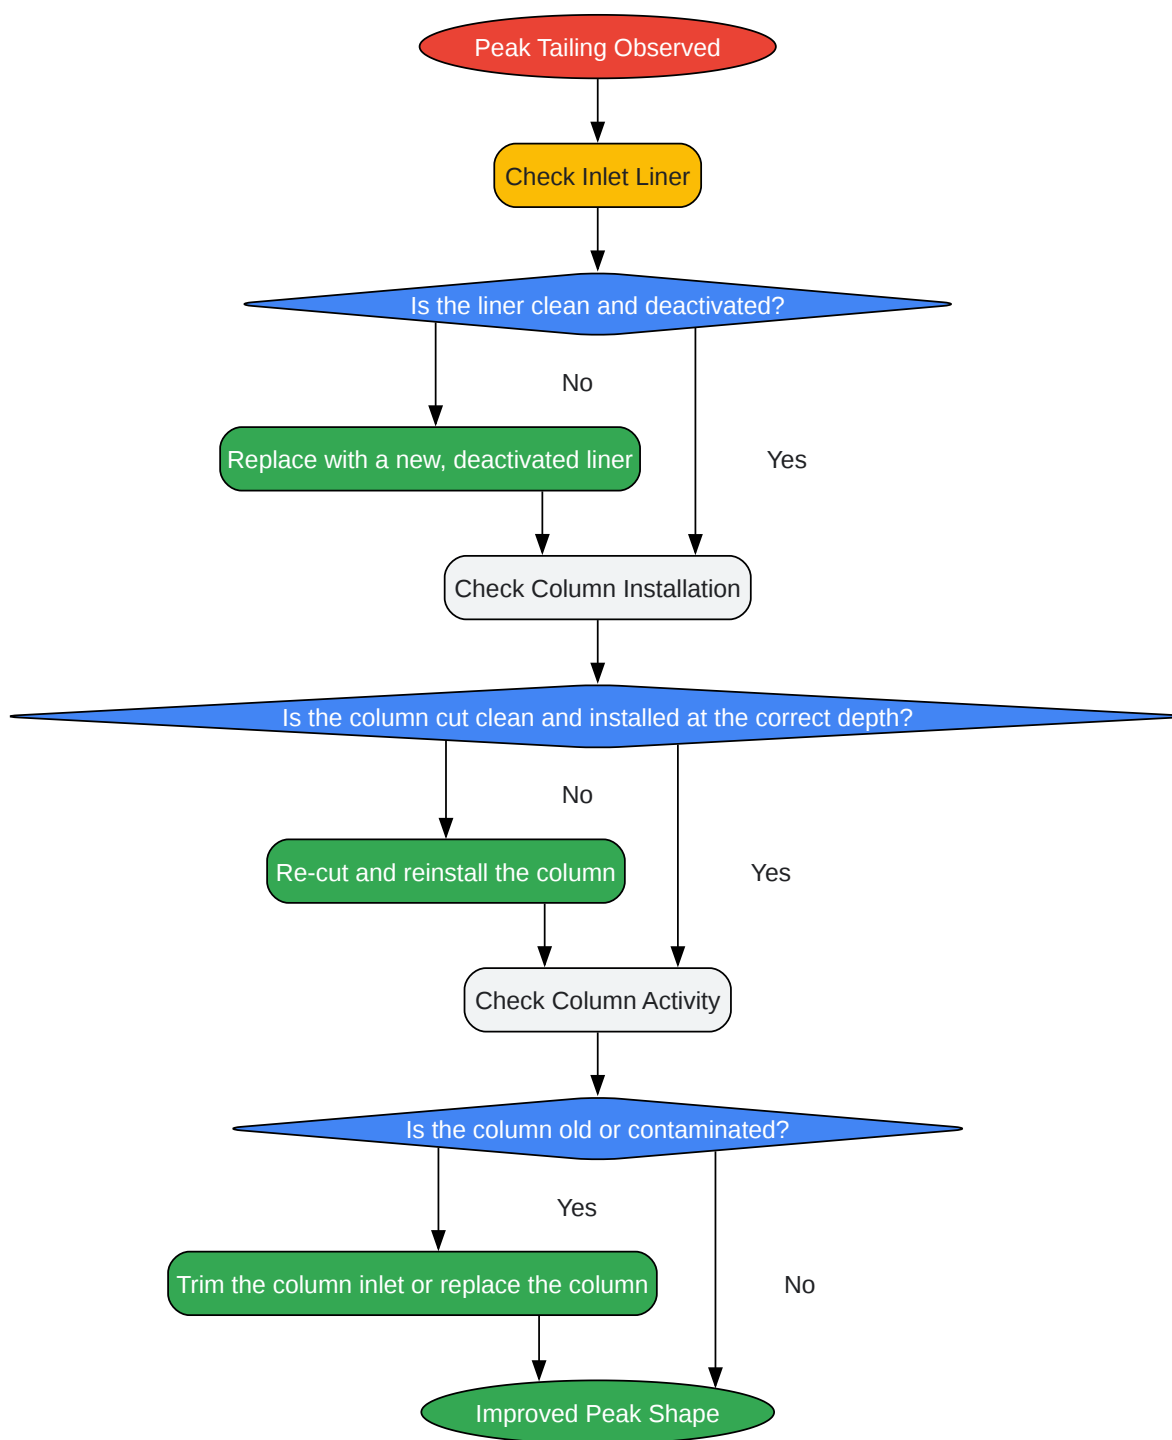 Peak Tailing Observed
Check Inlet Liner
Is the liner clean and deactivated?
No
Replace with a new, deactivated liner
Yes
Check Column Installation
Is the column cut clean and installed at the correct depth?
No
Re-cut and reinstall the column
Yes
Check Column Activity
Is the column old or contaminated?
Yes
Trim the column inlet or replace the column
No
Improved Peak Shape